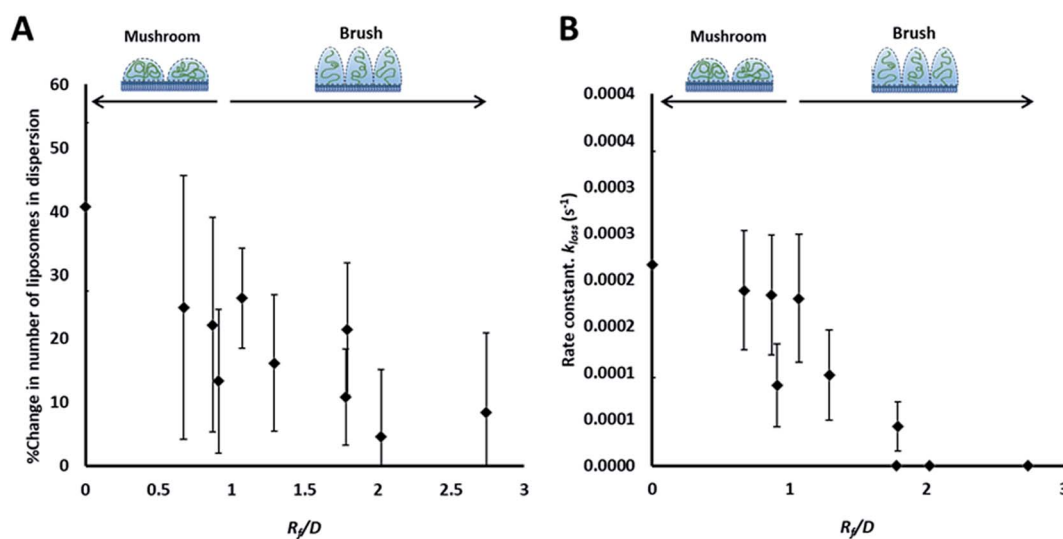 A
Mushroom
Brush
%Change in number of liposomes in dispersion
60
50
40
30
20
10
0
0
0.5
1
1.5
2
2.5
3
Rf/D
B
Mushroom
Brush
Rate constant. kloss (s-1)
0.0004
0.0004
0.0003
0.0003
0.0002
0.0002
0.0001
0.0001
0.0000
0
1
2
3
Rf/D